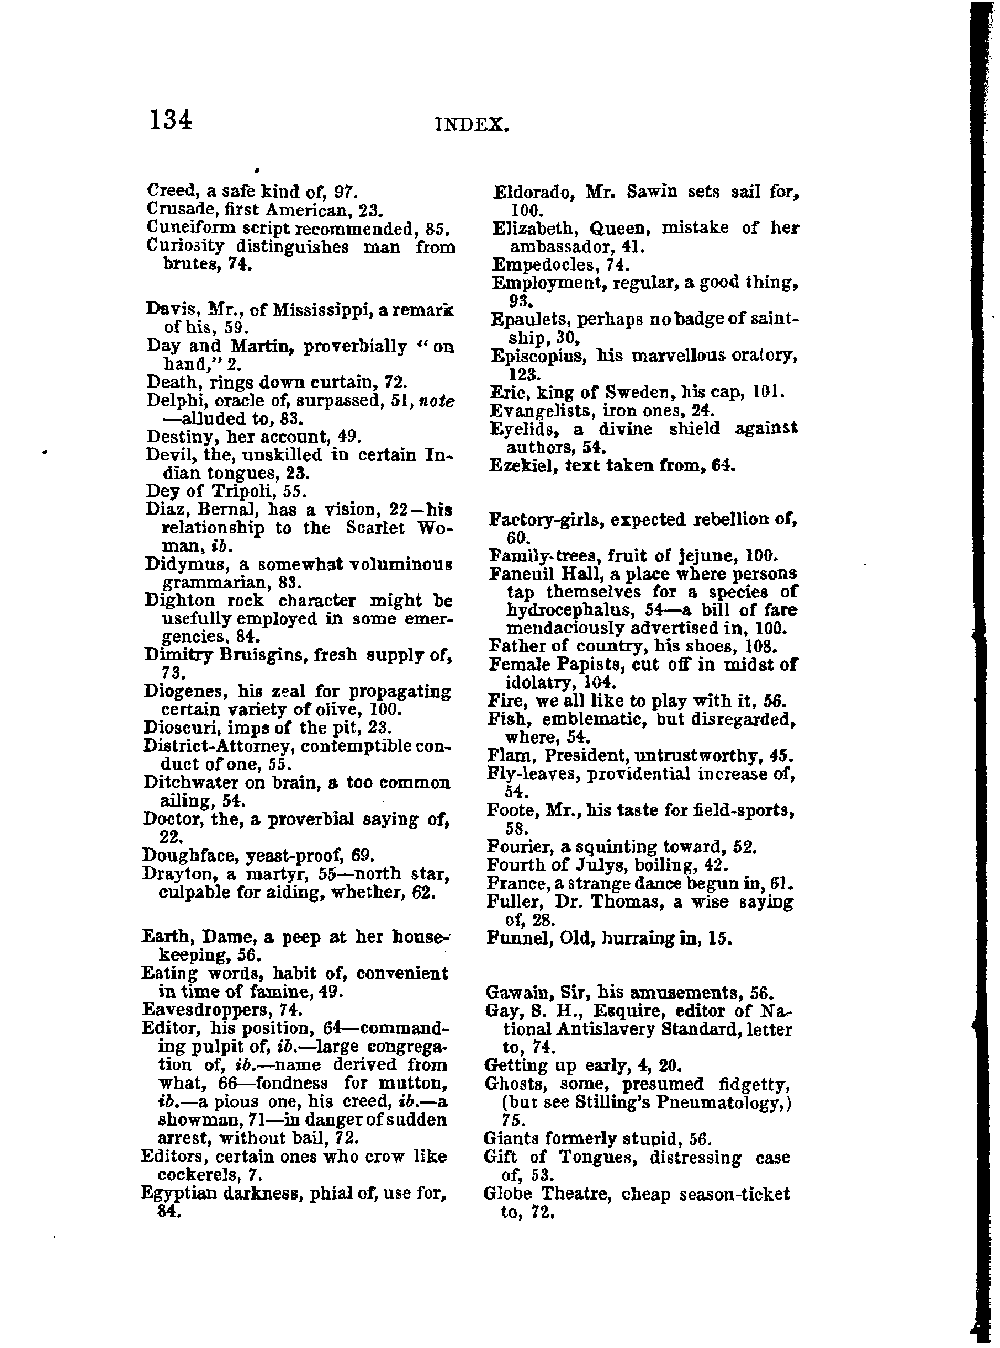 134
INDEX.
Creed, a safe kind of, 97.
Crusade, first American, 23.
Cuneiform script recommended, 85.
Curiosity distinguishes man from
brutes, 74.
Davis, Mr., of Mississippi, a remark
of his, 59.
Day and Martin, proverbially "on
hand," 2.
Death, rings down curtain, 72.
Delphi, oracle of, surpassed, 51, note
—alluded to, 83.
Destiny, her account, 49.
Devil, the, unskilled in certain In-
dian tongues, 23.
Dey of Tripoli, 55.
Diaz, Bernal, has a vision, 22—his
relationship to the Scarlet Wo-
man, ib.
Didymus, a somewhat voluminous
grammarian, 83.
Dighton rock character might be
usefully employed in some emer-
gencies, 84.
Dimitry Bruisgins, fresh supply of,
73.
Diogenes, his zeal for propagating
certain variety of olive, 100.
Dioscuri, imps of the pit, 23.
District-Attorney, contemptible con-
duct of one, 55.
Ditchwater on brain, a too common
ailing, 54.
Doctor, the, a proverbial saying of,
22.
Doughface, yeast-proof, 69.
Drayton, a martyr, 55—north star,
culpable for aiding, whether, 62.
Earth, Dame, a peep at her house-
keeping, 56.
Eating words, habit of, convenient
in time of famine, 49.
Eavesdroppers, 74.
Editor, his position, 64—command-
ing pulpit of, ib.—large congrega-
tion of, ib.—name derived from
what, 66—fondness for mutton,
ib.—a pious one, his creed, ib.—a
showman, 71—in danger of sudden
arrest, without bail, 72.
Editors, certain ones who crow like
cockerels, 7.
Egyptian darkness, phial of, use for,
84.
Eldorado, Mr. Sawin sets sail for,
100.
Elizabeth, Queen, mistake of her
ambassador, 41.
Empedocles, 74.
Employment, regular, a good thing,
93.
Epaulets, perhaps no badge of saint-
ship, 30,
Episcopius, his marvellous oratory,
123.
Eric, king of Sweden, his cap, 101.
Evangelists, iron ones, 24.
Eyelids, a divine shield against
authors, 54.
Ezekiel, text taken from, 64.
Factory-girls, expected rebellion of,
60.
Family-trees, fruit of jejune, 100.
Faneuil Hall, a place where persons
tap themselves for a species of
hydrocephalus, 54—a bill of fare
mendaciously advertised in, 100.
Father of country, his shoes, 108.
Female Papists, cut off in midst of
idolatry, 104.
Fire, we all like to play with it, 56.
Fish, emblematic, but disregarded,
where, 54.
Flam, President, untrustworthy, 45.
Fly-leaves, providential increase of,
54.
Foote, Mr., his taste for field-sports,
58.
Fourier, a squinting toward, 52.
Fourth of Julys, boiling, 42.
France, a strange dance begun in, 61.
Fuller, Dr. Thomas, a wise saying
of, 28.
Funnel, Old, hurraing in, 15.
Gawain, Sir, his amusements, 56.
Gay, S. H., Esquire, editor of Na-
tional Antislavery Standard, letter
to, 74.
Getting up early, 4, 20.
Ghosts, some, presumed fidgetty,
(but see Stilling's Pneumatology,)
75.
Giants formerly stupid, 56.
Gift of Tongues, distressing case
of, 53.
Globe Theatre, cheap season-ticket
to, 72.